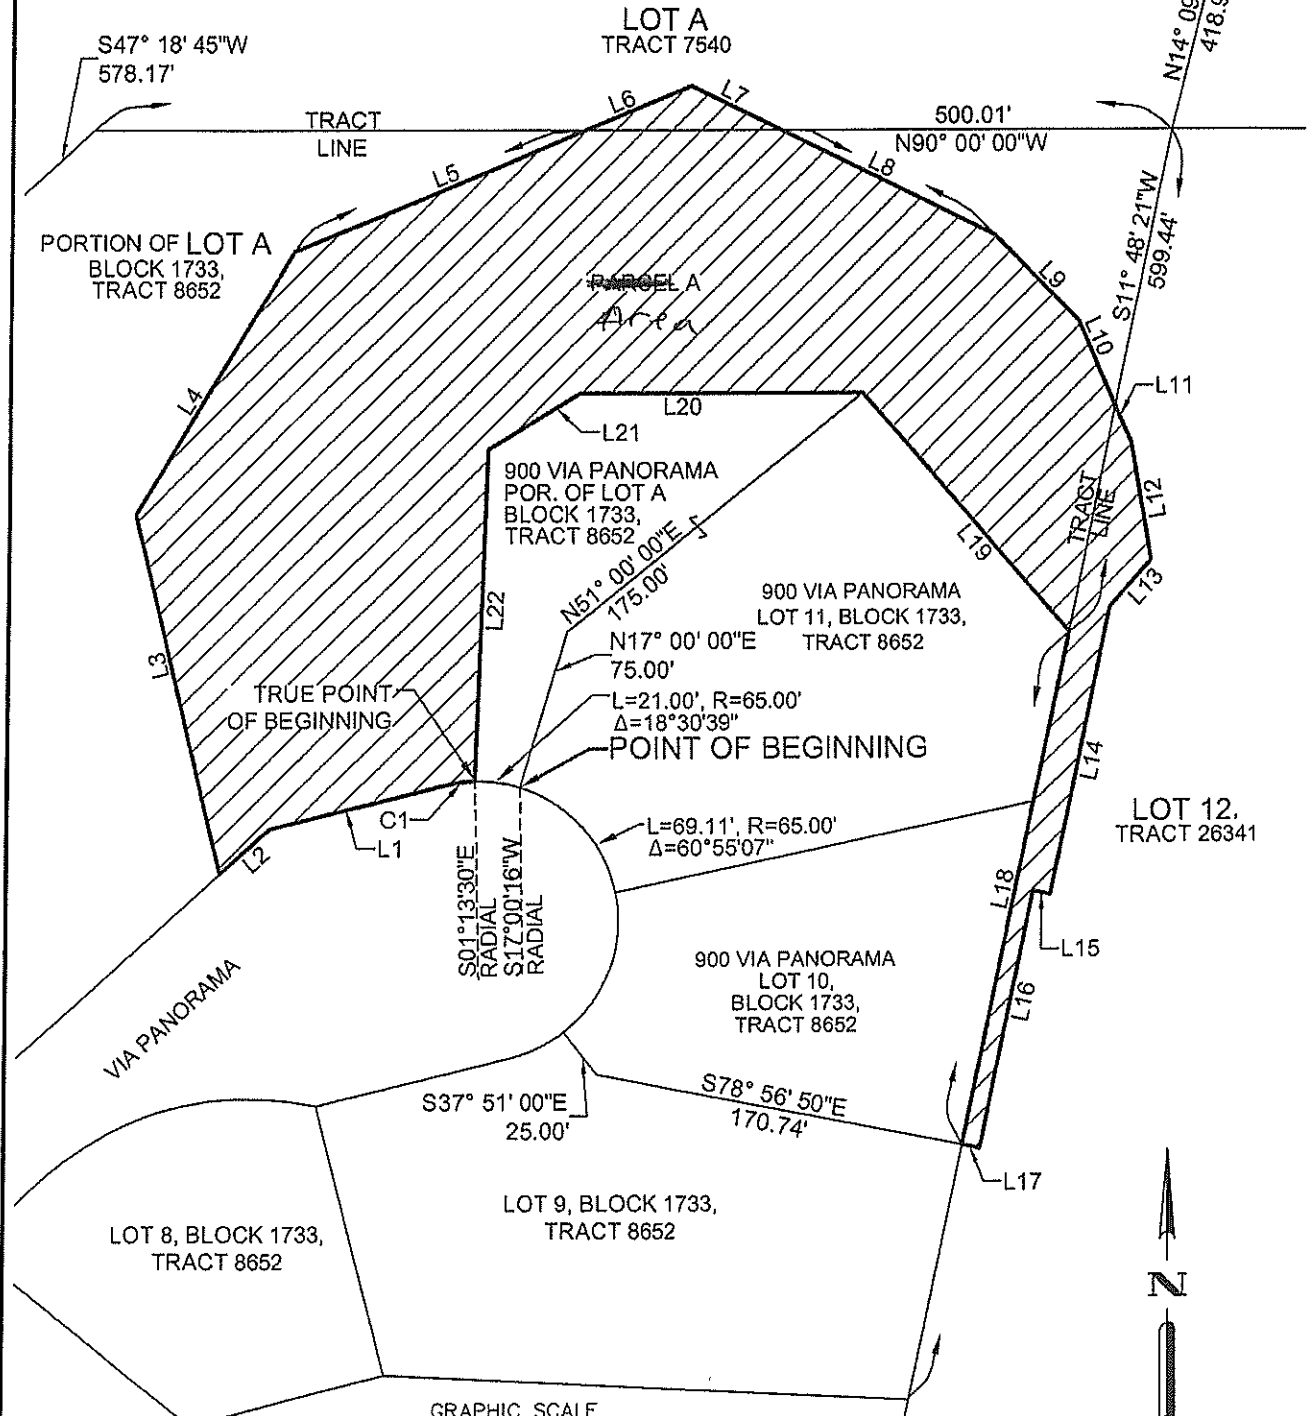 LOT A
TRACT 7540
S47° 18' 45"W
578.17'
N14° 09
418.9
TRACT
LINE
L6
L7
500.01'
N90° 00' 00"W
L5
L8
S11° 48' 21"W
599.44'
PORTION OF LOT A
BLOCK 1733,
TRACT 8652
PARCEL A
Area
L9
L10
L11
L4
L20
L21
900 VIA PANORAMA
POR. OF LOT A
BLOCK 1733,
TRACT 8652
TRACT
LINE
L12
L19
L13
N51° 00' 00"E
175.00'
900 VIA PANORAMA
LOT 11, BLOCK 1733,
TRACT 8652
L22
N17° 00' 00"E
75.00'
L3
TRUE POINT
OF BEGINNING
L=21.00', R=65.00'
Δ=18°30'39"
POINT OF BEGINNING
L14
C1
L1
L2
L=69.11', R=65.00'
Δ=60°55'07"
LOT 12,
TRACT 26341
S01°13'30"E
RADIAL
S17°00'16"W
RADIAL
L18
L15
L16
900 VIA PANORAMA
LOT 10,
BLOCK 1733,
TRACT 8652
VIA PANORAMA
S37° 51' 00"E
25.00'
S78° 56' 50"E
170.74'
L17
LOT 9, BLOCK 1733,
TRACT 8652
LOT 8, BLOCK 1733,
TRACT 8652
N
GRAPHIC SCALE